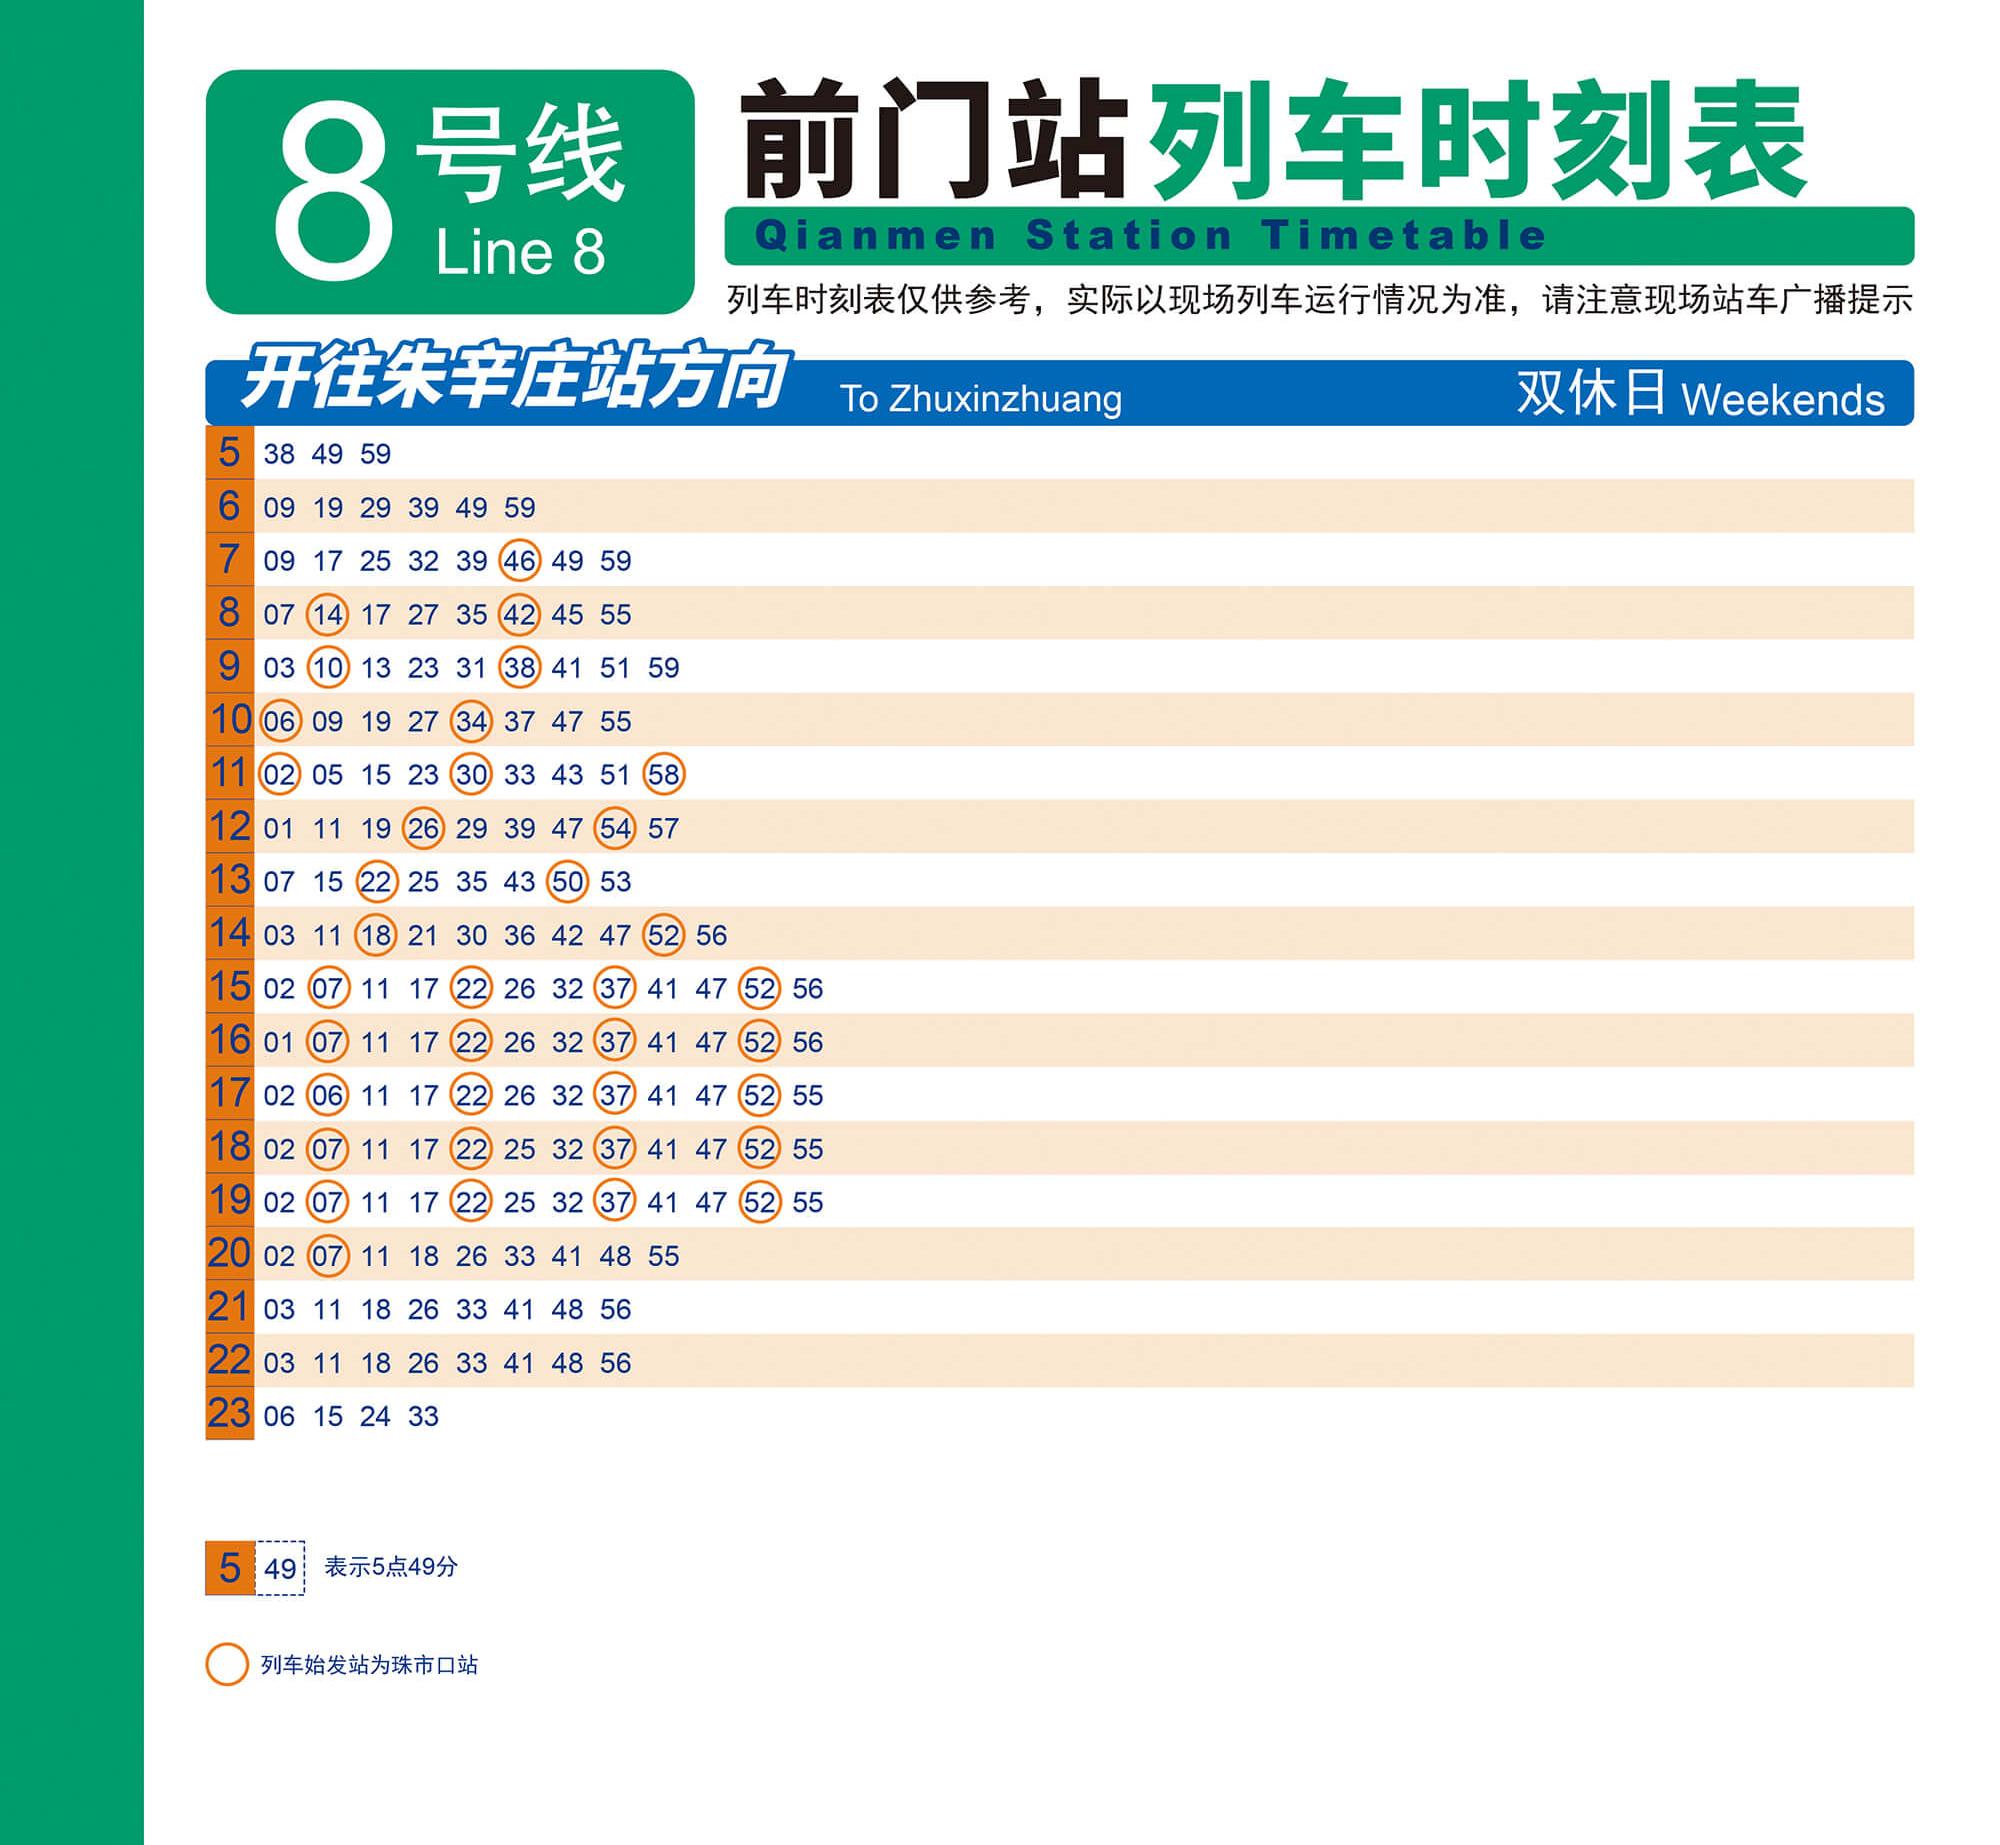 8号线
Line 8
前门站列车时刻表
Qianmen Station Timetable
列车时刻表仅供参考，实际以现场列车运行情况为准，请注意现场站车广播提示
开往朱辛庄站方向 To Zhuxinzhuang 双休日 Weekends
5 38 49 59
6 09 19 29 39 49 59
7 09 17 25 32 39 46 49 59
8 07 14 17 27 35 42 45 55
9 03 10 13 23 31 38 41 51 59
10 06 09 19 27 34 37 47 55
11 02 05 15 23 30 33 43 51 58
12 01 11 19 26 29 39 47 54 57
13 07 15 22 25 35 43 50 53
14 03 11 18 21 30 36 42 47 52 56
15 02 07 11 17 22 26 32 37 41 47 52 56
16 01 07 11 17 22 26 32 37 41 47 52 56
17 02 06 11 17 22 26 32 37 41 47 52 55
18 02 07 11 17 22 25 32 37 41 47 52 55
19 02 07 11 17 22 25 32 37 41 47 52 55
20 02 07 11 18 26 33 41 48 55
21 03 11 18 26 33 41 48 56
22 03 11 18 26 33 41 48 56
23 06 15 24 33
5 49 表示5点49分
列车始发站为珠市口站